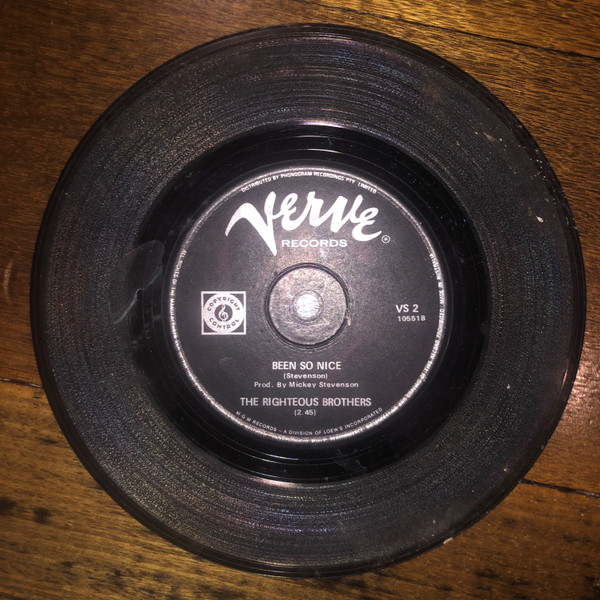 DISTRIBUTED BY PHONOGRAM RECORDINGS PTY. LIMITED
VERVE
RECORDS ®
COPYRIGHT
CONTROL
VS 2
105518
BEEN SO NICE
(Stevenson)
Prod. By Mickey Stevenson
THE RIGHTEOUS BROTHERS
(2.45)
M.G.M RECORDS - A DIVISION OF LOEW'S INCORPORATED